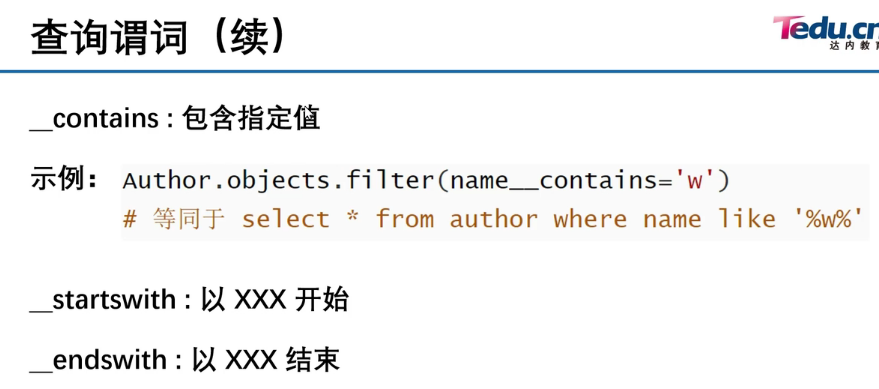 查询谓词（续）
Tedu.cn
达内教育
__contains : 包含指定值
示例： Author.objects.filter(name__contains='w')
# 等同于 select * from author where name like '%w%'
__startswith : 以 XXX 开始
__endswith : 以 XXX 结束